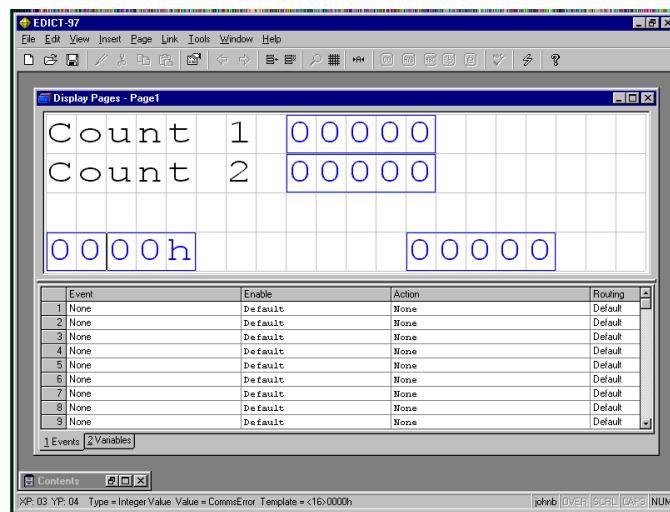 EDICT-97
File Edit View Insert Page Link Tools Window Help
Display Pages - Page1
Count 1 00000
Count 2 00000
0000h 00000
Event Enable Action Routing
1 None Default None Default
2 None Default None Default
3 None Default None Default
4 None Default None Default
5 None Default None Default
6 None Default None Default
7 None Default None Default
8 None Default None Default
9 None Default None Default
1 Events 2 Variables
Contents
XP: 03 YP: 04 Type = Integer Value Value = CommsError Template = <16>0000h johnb OVER SCRL CAPS NUM